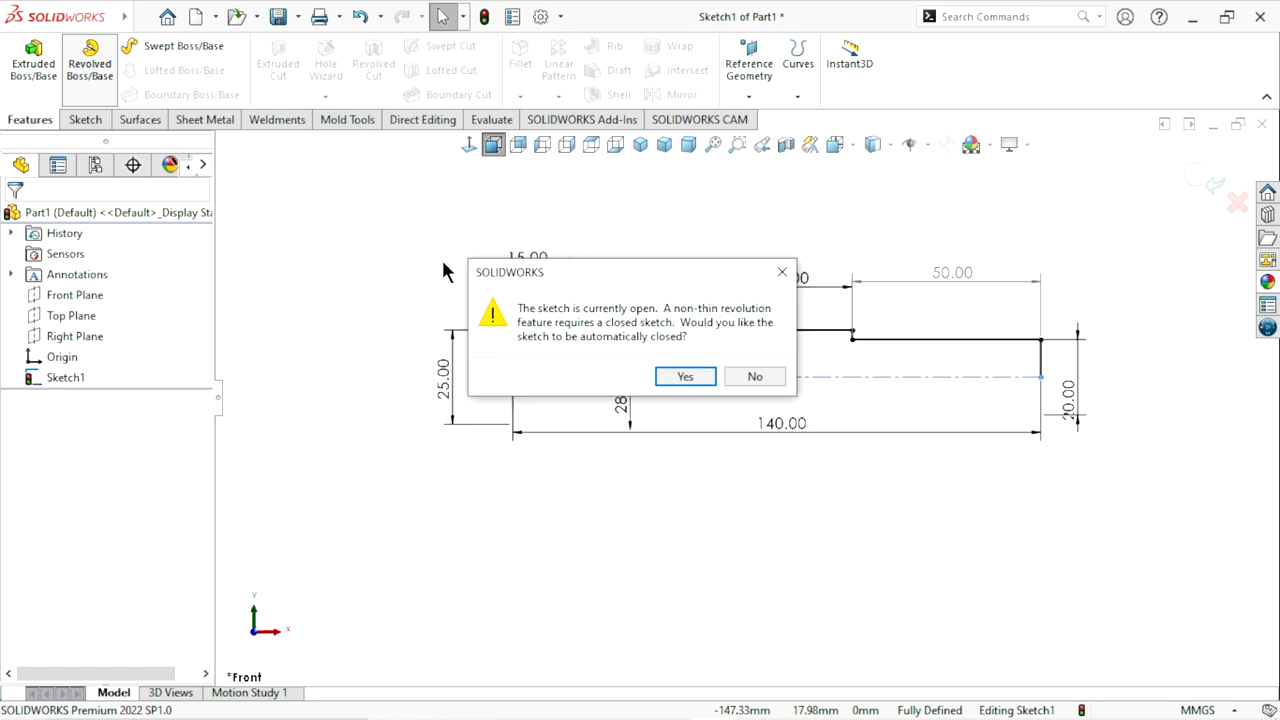 SOLIDWORKS
Sketch1 of Part1 *
Search Commands
Extruded Boss/Base
Revolved Boss/Base
Swept Boss/Base
Lofted Boss/Base
Boundary Boss/Base
Extruded Cut
Hole Wizard
Revolved Cut
Swept Cut
Lofted Cut
Boundary Cut
Fillet
Linear Pattern
Rib
Draft
Shell
Wrap
Intersect
Mirror
Reference Geometry
Curves
Instant3D
Features
Sketch
Surfaces
Sheet Metal
Weldments
Mold Tools
Direct Editing
Evaluate
SOLIDWORKS Add-Ins
SOLIDWORKS CAM
Part1 (Default) <<Default>_Display Sta
History
Sensors
Annotations
Front Plane
Top Plane
Right Plane
Origin
Sketch1
15.00
50.00
SOLIDWORKS
The sketch is currently open. A non-thin revolution
feature requires a closed sketch. Would you like the
sketch to be automatically closed?
Yes
No
25.00
28
140.00
20.00
Y
X
*Front
Model
3D Views
Motion Study 1
SOLIDWORKS Premium 2022 SP1.0
-147.33mm
17.98mm
0mm
Fully Defined
Editing Sketch1
MMGS